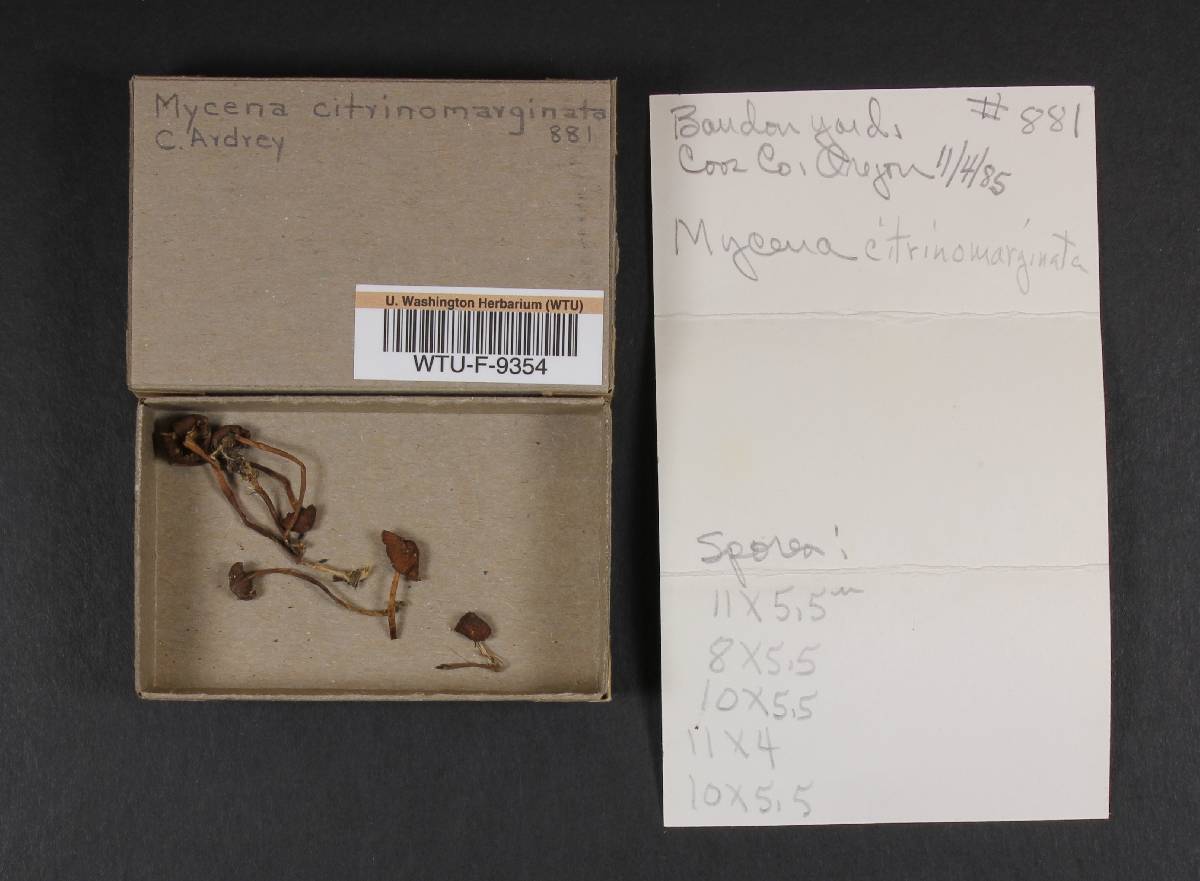 Mycena citrinomarginata
C. Ardrey 881
U. Washington Herbarium (WTU)
WTU-F-9354
Bandon yards # 881
Coos Co, Oregon 11/4/85
Mycena citrinomarginata
Spores:
11 X 5.5
8 X 5.5
10 X 5.5
11 X 4
10 X 5.5